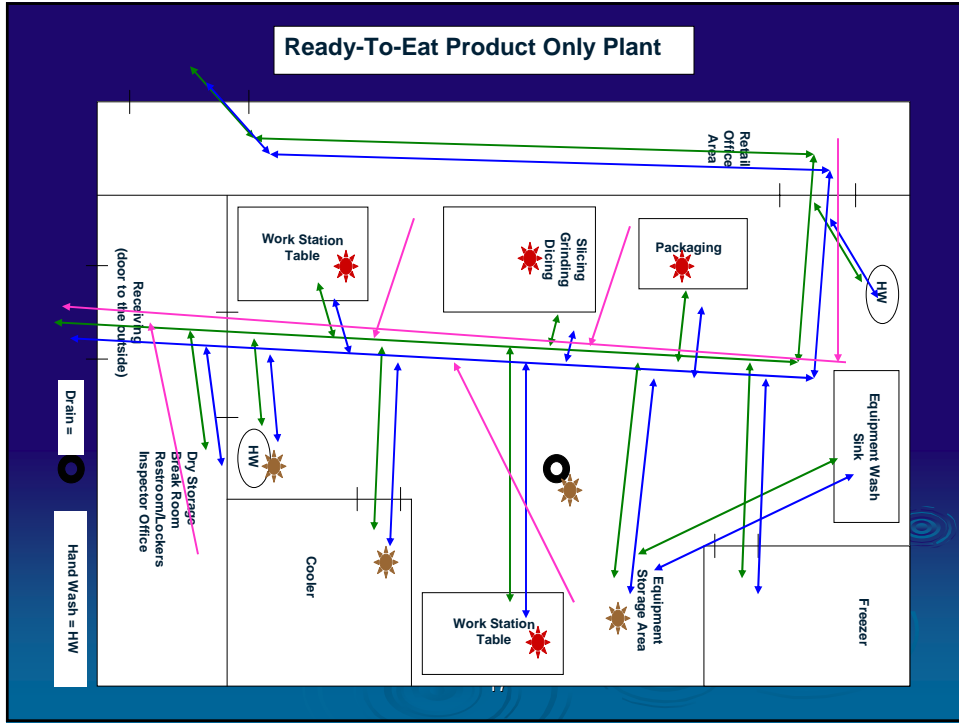 Ready-To-Eat Product Only Plant
Retail
Office
Area
Work Station
Table
Slicing
Grinding
Dicing
Packaging
HW
Receiving
(door to the outside)
Drain =
Hand Wash = HW
HW
Dry Storage
Break Room
Restroom/Lockers
Inspector Office
Cooler
Work Station
Table
Equipment
Storage Area
Equipment Wash
Sink
Freezer